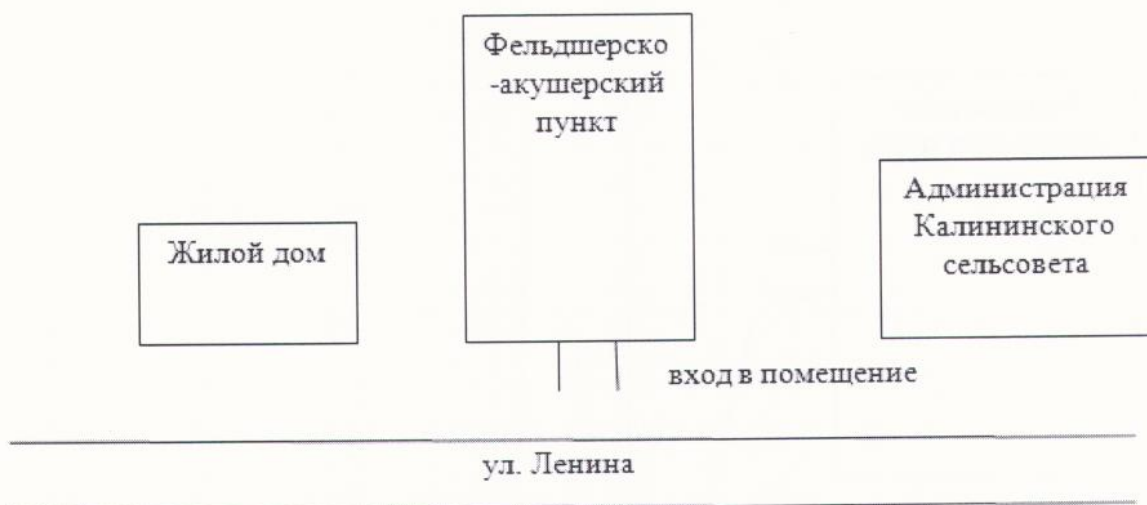 Фельдшерско
-акушерский
пункт
Администрация
Калининского
сельсовета
Жилой дом
вход в помещение
ул. Ленина